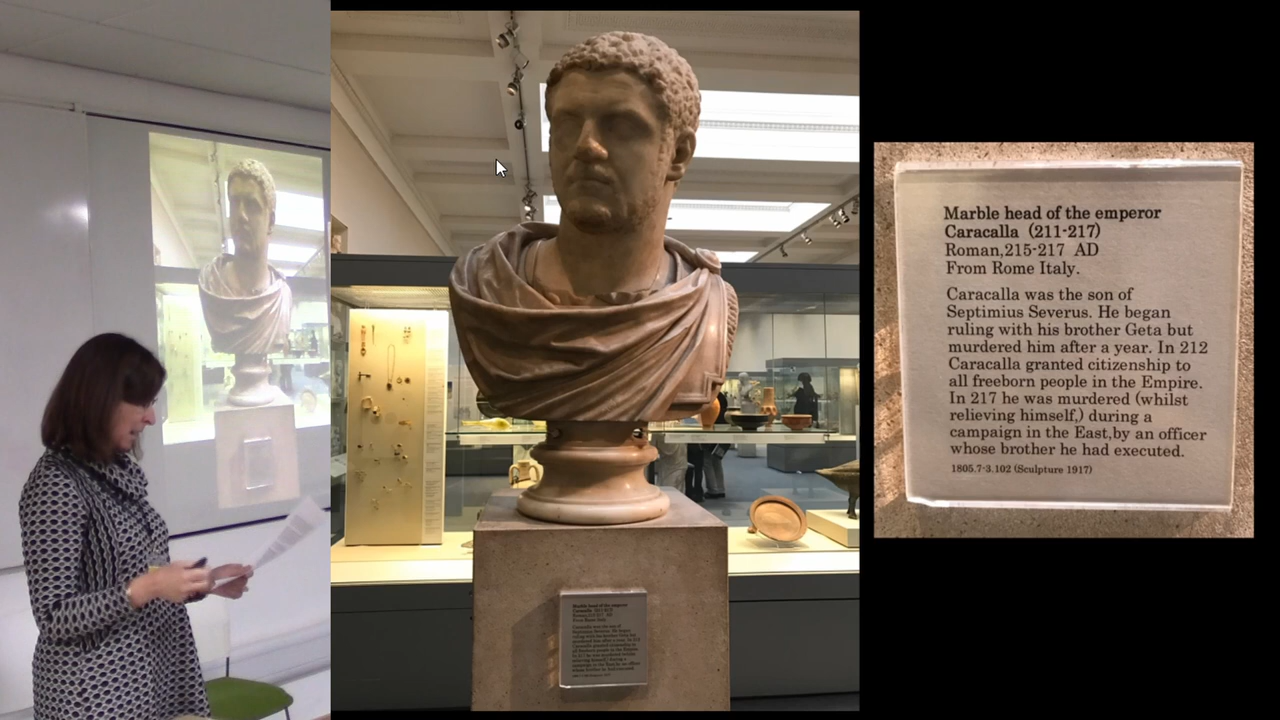 Marble head of the emperor
Caracalla (211-217)
Roman,215-217 AD
From Rome Italy.
Caracalla was the son of
Septimius Severus. He began
ruling with his brother Geta but
murdered him after a year. In 212
Caracalla granted citizenship to
all freeborn people in the Empire.
In 217 he was murdered (whilst
relieving himself,) during a
campaign in the East,by an officer
whose brother he had executed.
1805.7-3.102 (Sculpture 1917)